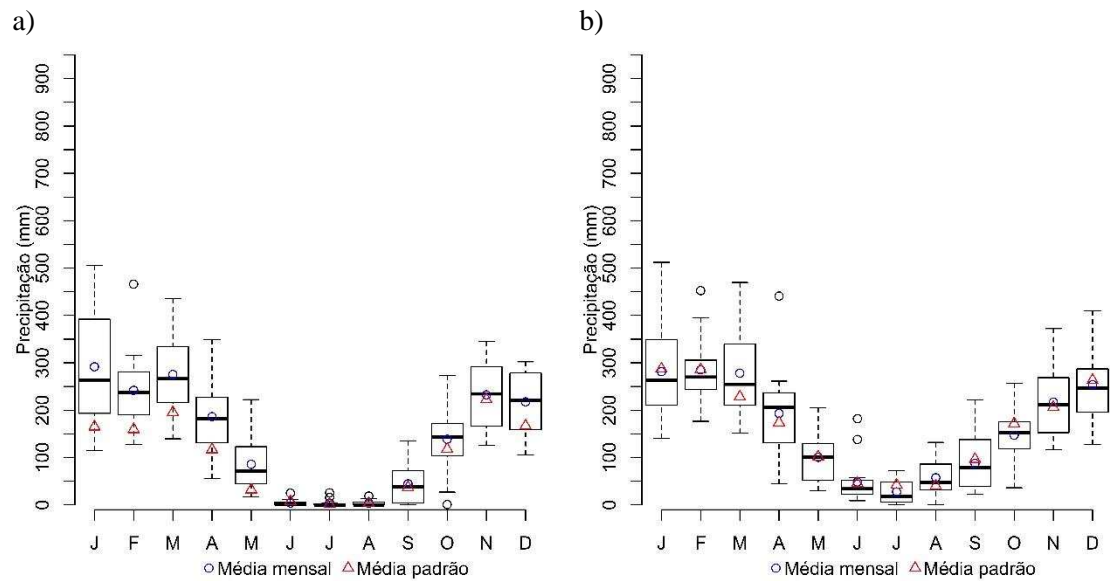 a)
b)
Precipitação (mm)
0 100 200 300 400 500 600 700 800 900
J F M A M J J A S O N D
Média mensal Média padrão
Precipitação (mm)
0 100 200 300 400 500 600 700 800 900
J F M A M J J A S O N D
Média mensal Média padrão